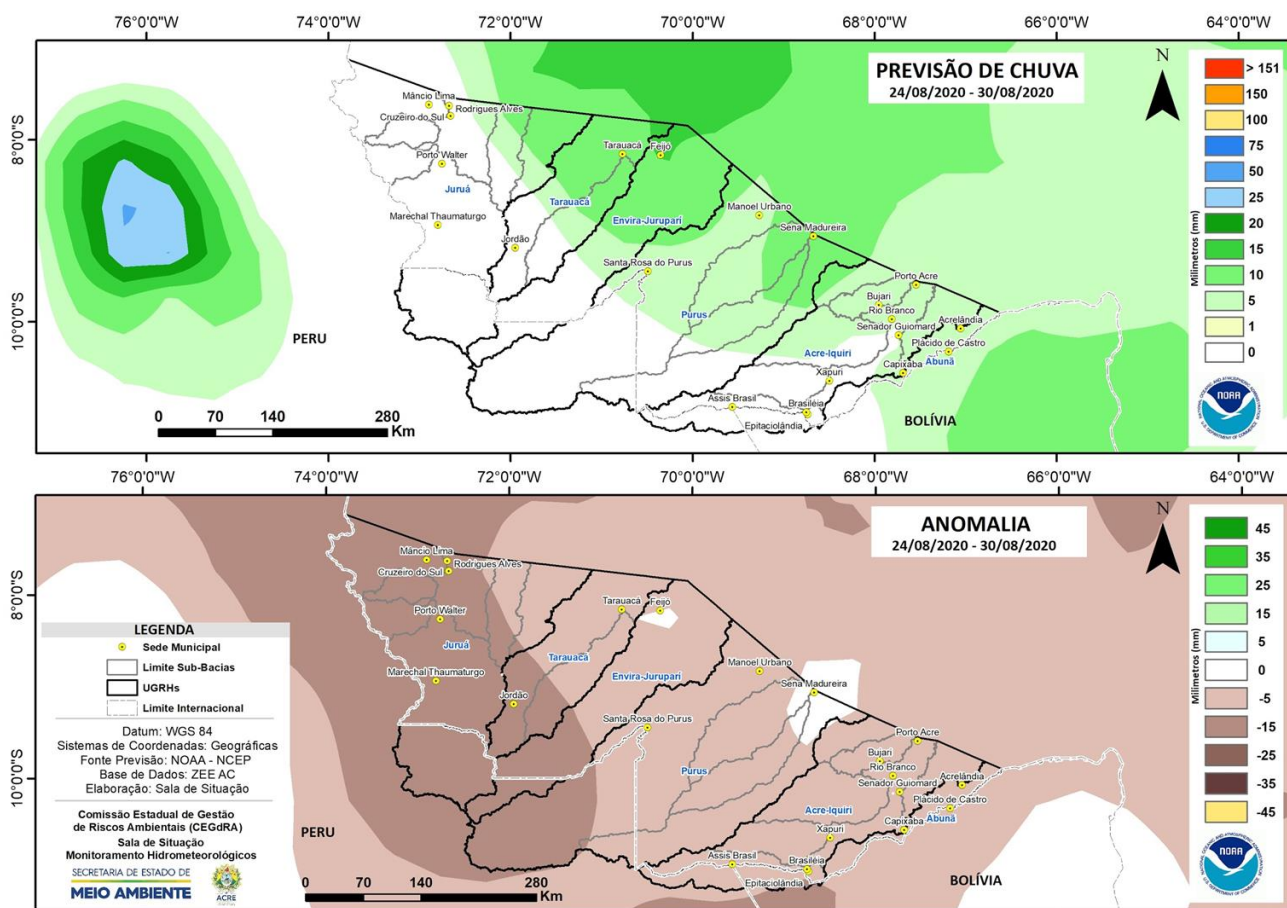 76°0'0"W 74°0'0"W 72°0'0"W 70°0'0"W 68°0'0"W 66°0'0"W 64°0'0"W
PREVISÃO DE CHUVA
24/08/2020 - 30/08/2020
N
8°0'0"S
10°0'0"S
Mâncio Lima
Rodrigues Alves
Cruzeiro do Sul
Porto Walter
Juruá
Marechal Thaumaturgo
Jordão
Tarauacá
Feijó
Tarauacá
Envira-Jurupari
Manoel Urbano
Sena Madureira
Santa Rosa do Purus
Purus
Porto Acre
Bujari
Rio Branco
Senador Guiomard
Acrelândia
Plácido de Castro
Acre-Iquiri
Abunã
Capixaba
Xapuri
Assis Brasil
Brasiléia
Epitaciolândia
PERU
BOLÍVIA
0 70 140 280
Km
Milímetros (mm)
> 151
150
100
75
50
25
20
15
10
5
1
0
NOAA
76°0'0"W 74°0'0"W 72°0'0"W 70°0'0"W 68°0'0"W 66°0'0"W 64°0'0"W
ANOMALIA
24/08/2020 - 30/08/2020
N
8°0'0"S
10°0'0"S
Mâncio Lima
Rodrigues Alves
Cruzeiro do Sul
Porto Walter
Juruá
Marechal Thaumaturgo
Jordão
Tarauacá
Feijó
Tarauacá
Envira-Jurupari
Manoel Urbano
Sena Madureira
Santa Rosa do Purus
Purus
Porto Acre
Bujari
Rio Branco
Senador Guiomard
Acrelândia
Plácido de Castro
Acre-Iquiri
Abunã
Capixaba
Xapuri
Assis Brasil
Brasiléia
Epitaciolândia
PERU
BOLÍVIA
0 70 140 280
Km
Milímetros (mm)
45
35
25
15
5
0
-5
-15
-25
-35
-45
NOAA
LEGENDA
Sede Municipal
Limite Sub-Bacias
UGRHs
Limite Internacional
Datum: WGS 84
Sistemas de Coordenadas: Geográficas
Fonte Previsão: NOAA - NCEP
Base de Dados: ZEE AC
Elaboração: Sala de Situação
Comissão Estadual de Gestão
de Riscos Ambientais (CEGdRA)
Sala de Situação
Monitoramento Hidrometeorológicos
SECRETARIA DE ESTADO DE
MEIO AMBIENTE
ACRE